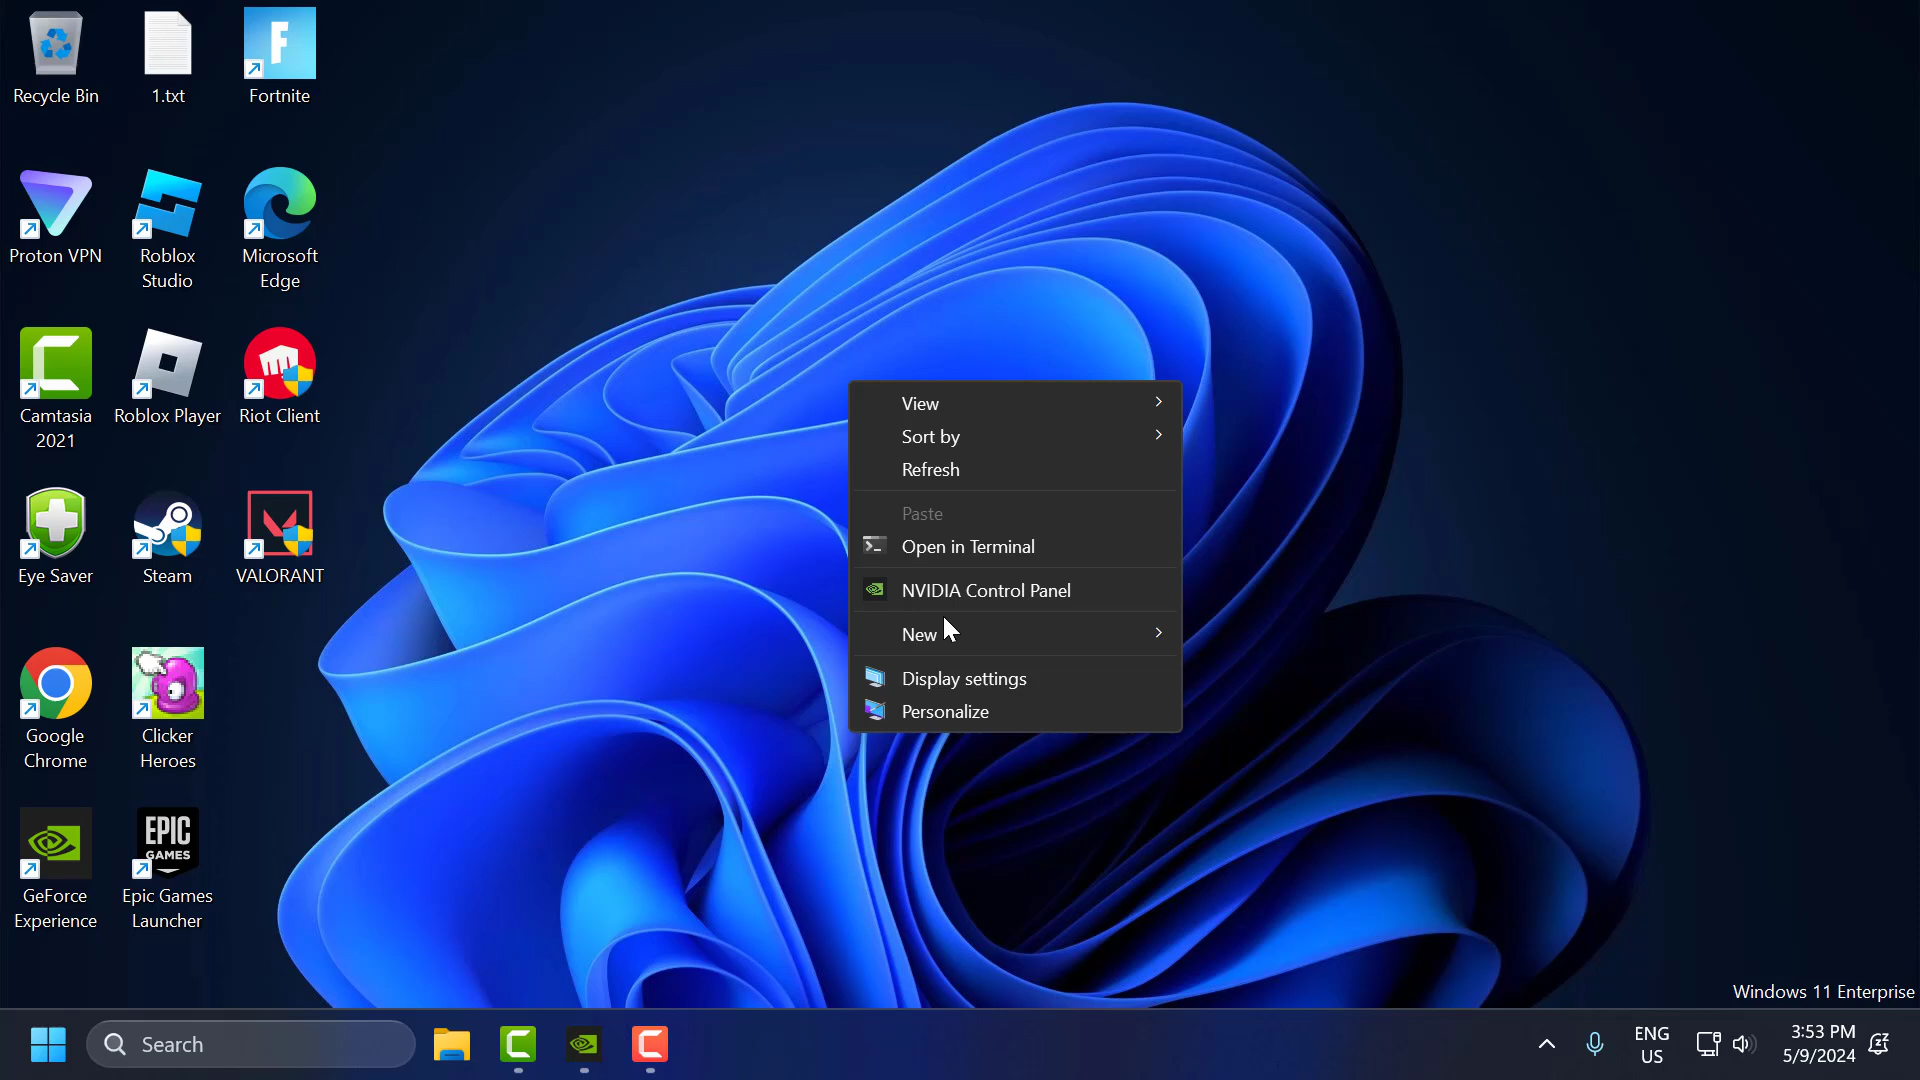 Recycle Bin
1.txt
F
Fortnite
Proton VPN
Roblox
Studio
Microsoft
Edge
Camtasia
2021
Roblox Player
Riot Client
Eye Saver
Steam
VALORANT
Google
Chrome
Clicker
Heroes
GeForce
Experience
EPIC
GAMES
Epic Games
Launcher
View
Sort by
Refresh
Paste
Open in Terminal
NVIDIA Control Panel
New
Display settings
Personalize
Windows 11 Enterprise
Search
ENG
US
3:53 PM
5/9/2024